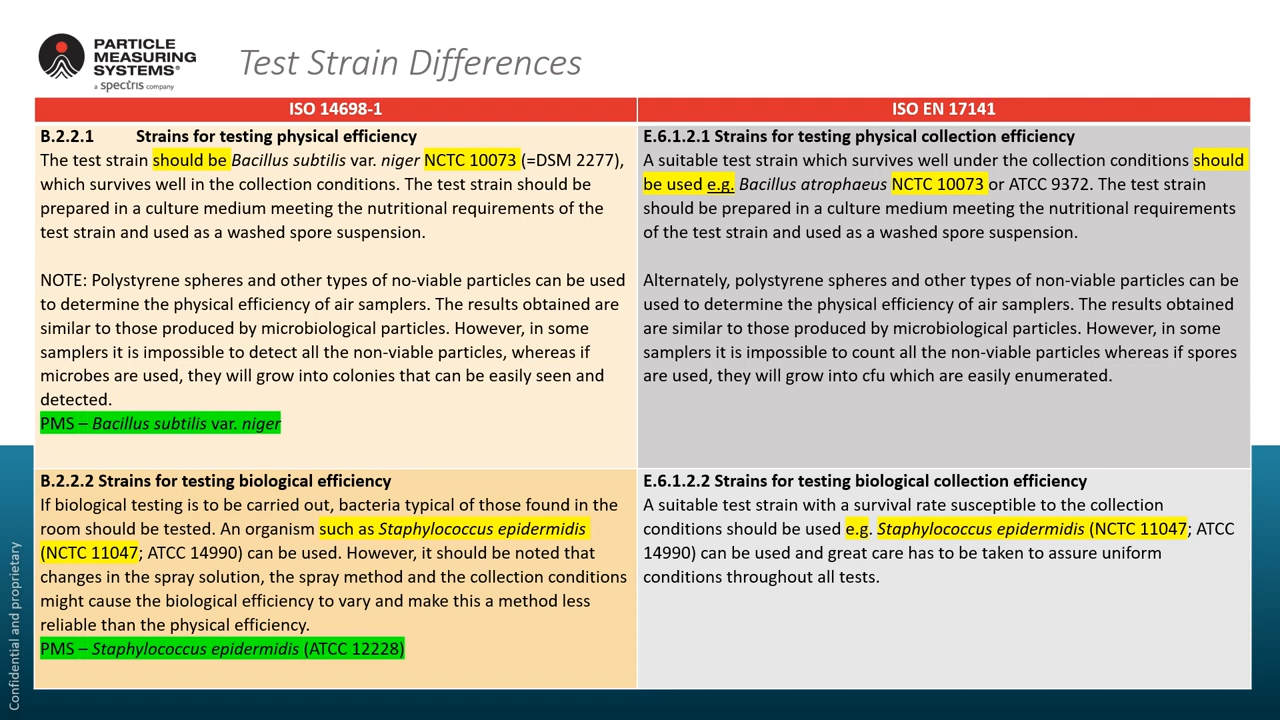 PARTICLE
MEASURING
SYSTEMS®
a spectris company
Test Strain Differences
ISO 14698-1
B.2.2.1 Strains for testing physical efficiency
The test strain should be Bacillus subtilis var. niger NCTC 10073 (=DSM 2277),
which survives well in the collection conditions. The test strain should be
prepared in a culture medium meeting the nutritional requirements of the
test strain and used as a washed spore suspension.
NOTE: Polystyrene spheres and other types of no-viable particles can be used
to determine the physical efficiency of air samplers. The results obtained are
similar to those produced by microbiological particles. However, in some
samplers it is impossible to detect all the non-viable particles, whereas if
microbes are used, they will grow into colonies that can be easily seen and
detected.
PMS – Bacillus subtilis var. niger
B.2.2.2 Strains for testing biological efficiency
If biological testing is to be carried out, bacteria typical of those found in the
room should be tested. An organism such as Staphylococcus epidermidis
(NCTC 11047; ATCC 14990) can be used. However, it should be noted that
changes in the spray solution, the spray method and the collection conditions
might cause the biological efficiency to vary and make this a method less
reliable than the physical efficiency.
PMS – Staphylococcus epidermidis (ATCC 12228)
ISO EN 17141
E.6.1.2.1 Strains for testing physical collection efficiency
A suitable test strain which survives well under the collection conditions should
be used e.g. Bacillus atrophaeus NCTC 10073 or ATCC 9372. The test strain
should be prepared in a culture medium meeting the nutritional requirements
of the test strain and used as a washed spore suspension.
Alternately, polystyrene spheres and other types of non-viable particles can be
used to determine the physical efficiency of air samplers. The results obtained
are similar to those produced by microbiological particles. However, in some
samplers it is impossible to count all the non-viable particles whereas if spores
are used, they will grow into cfu which are easily enumerated.
E.6.1.2.2 Strains for testing biological collection efficiency
A suitable test strain with a survival rate susceptible to the collection
conditions should be used e.g. Staphylococcus epidermidis (NCTC 11047; ATCC
14990) can be used and great care has to be taken to assure uniform
conditions throughout all tests.
Confidential and proprietary